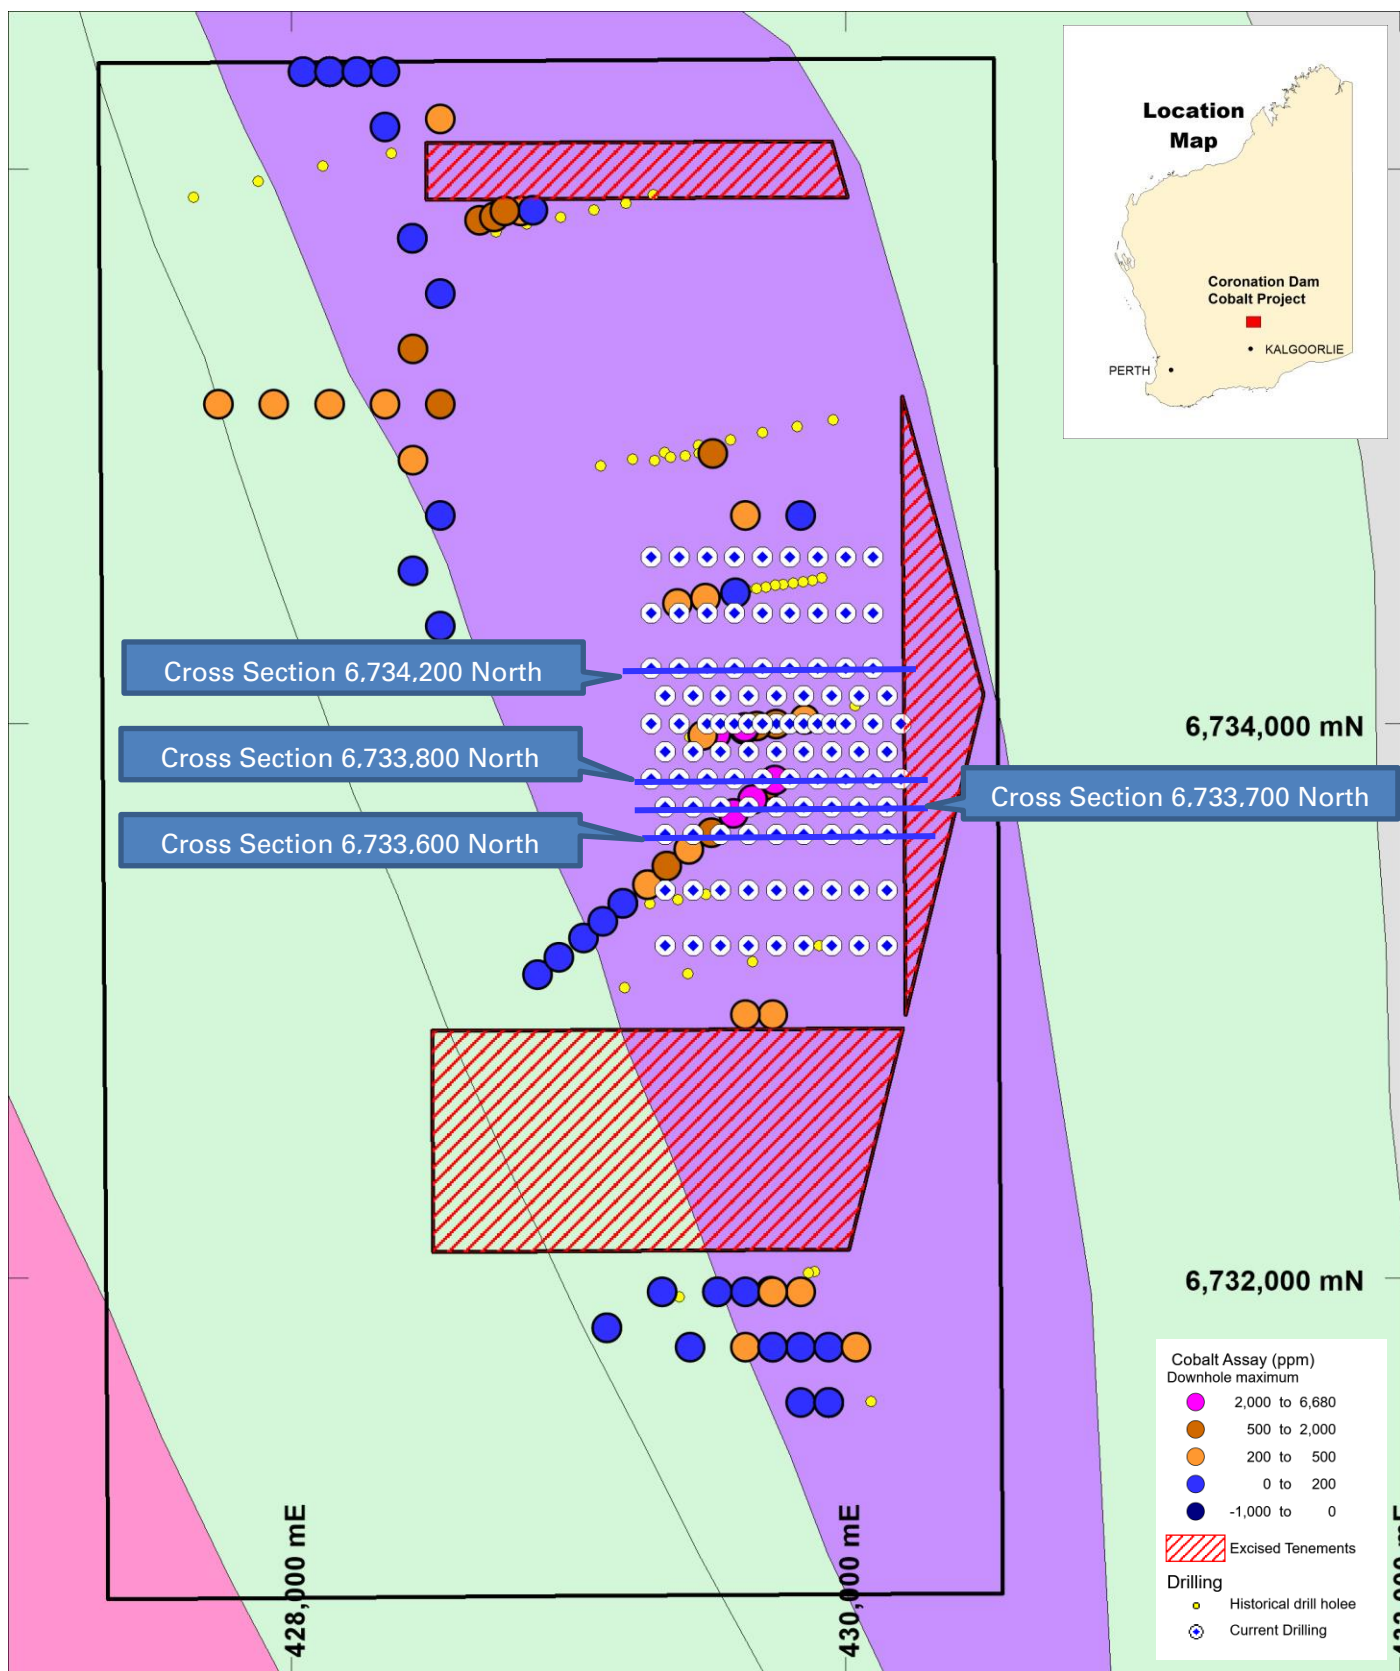 Location
Map
Coronation Dam
Cobalt Project
KALGOORLIE
PERTH
Cross Section 6,734,200 North
6,734,000 mN
Cross Section 6,733,800 North
Cross Section 6,733,700 North
Cross Section 6,733,600 North
6,732,000 mN
Cobalt Assay (ppm)
Downhole maximum
2,000 to 6,680
500 to 2,000
200 to 500
0 to 200
-1,000 to 0
Excised Tenements
Drilling
Historical drill holee
Current Drilling
428,000 mE
430,000 mE